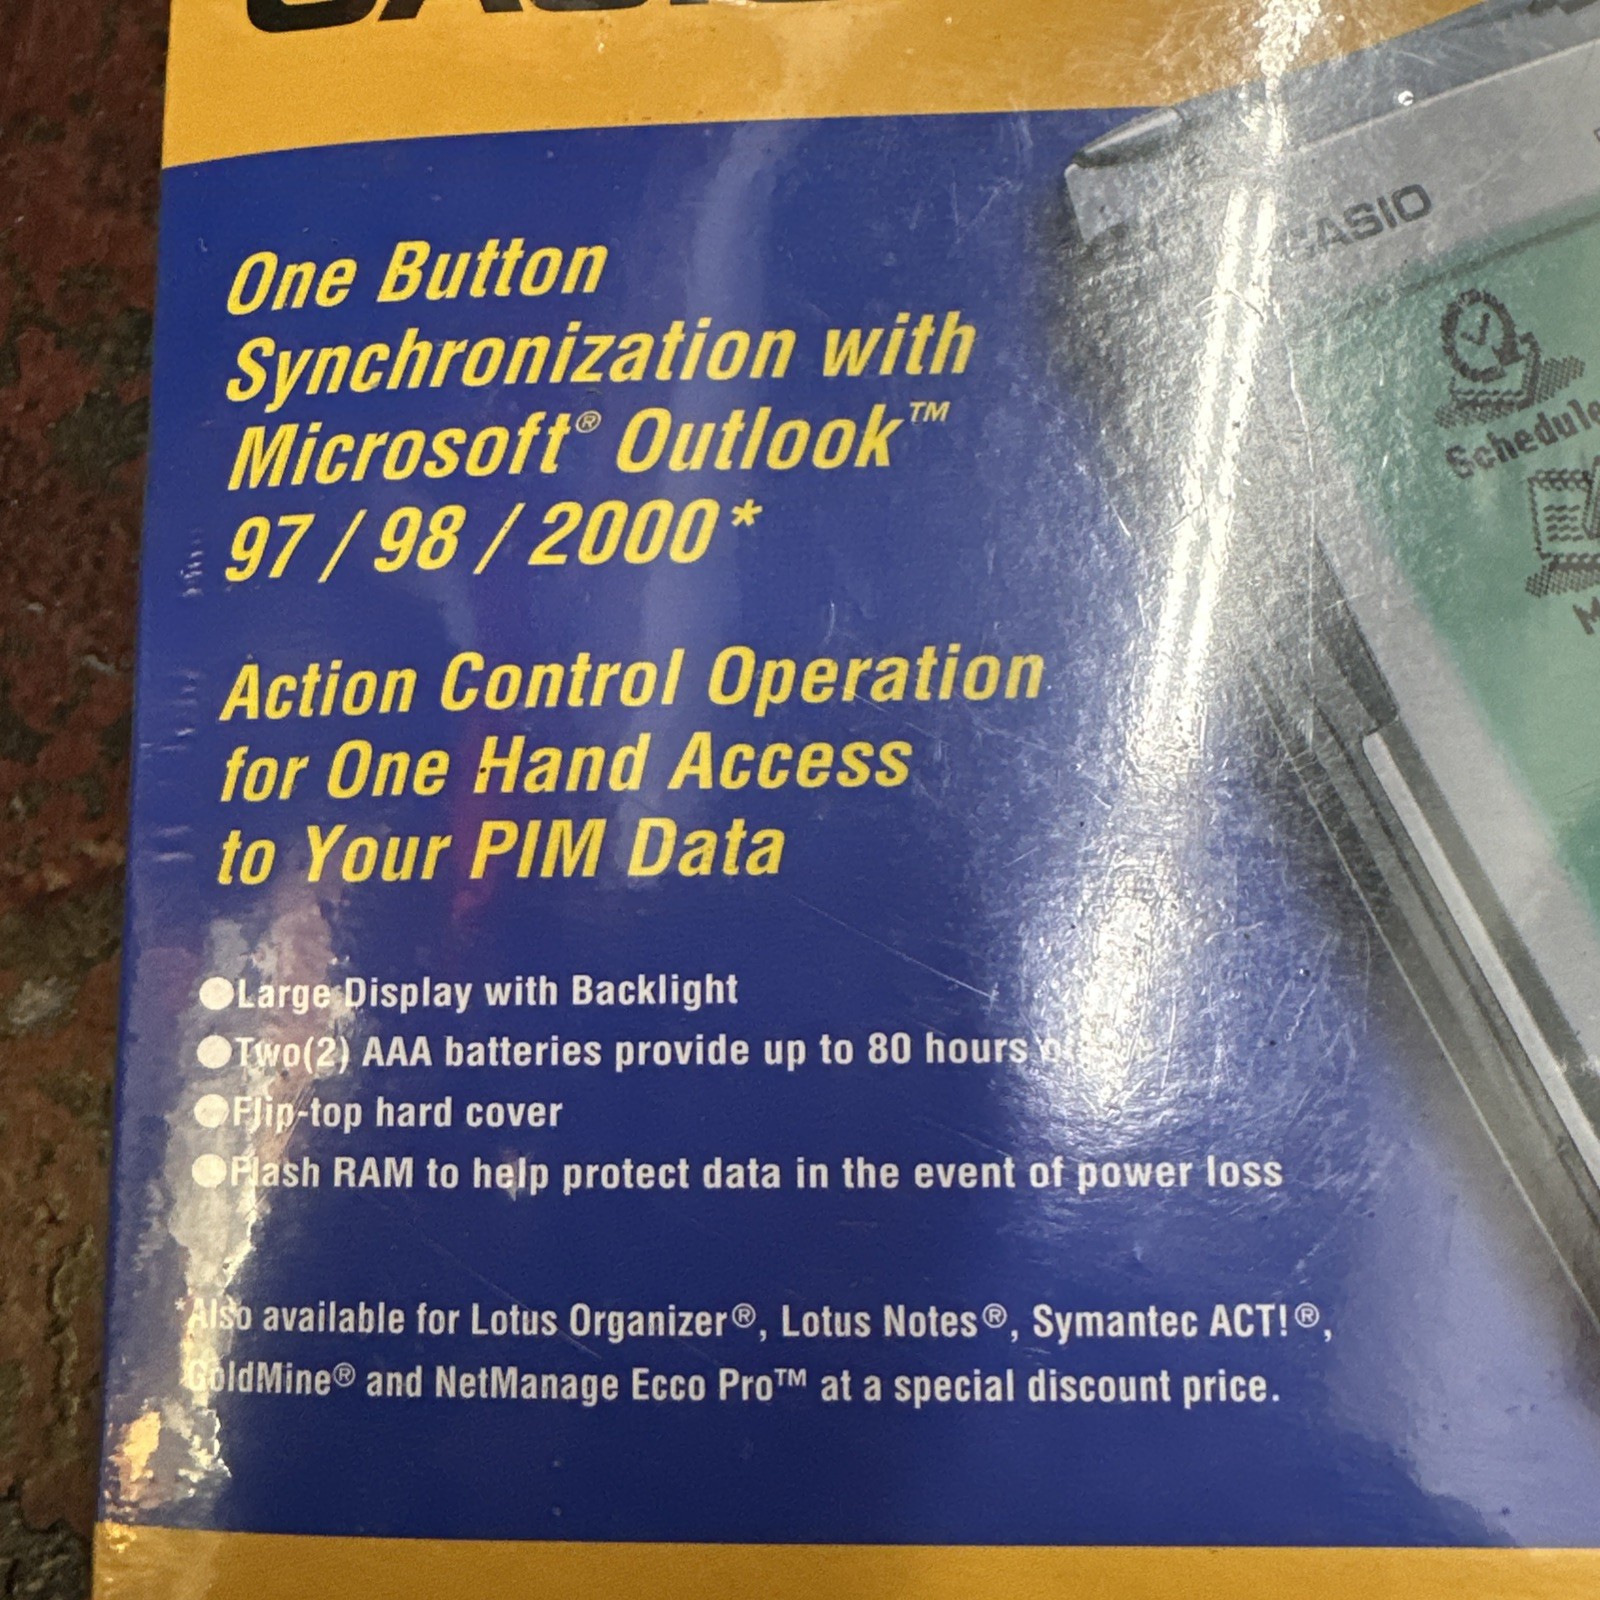 CASIO
CASIO
Schedule
One Button
Synchronization with
Microsoft® Outlook™
97 / 98 / 2000*
Action Control Operation
for One Hand Access
to Your PIM Data
●Large Display with Backlight
●Two(2) AAA batteries provide up to 80 hours
●Flip-top hard cover
●Flash RAM to help protect data in the event of power loss
*Also available for Lotus Organizer®, Lotus Notes®, Symantec ACT!®,
GoldMine® and NetManage Ecco Pro™ at a special discount price.